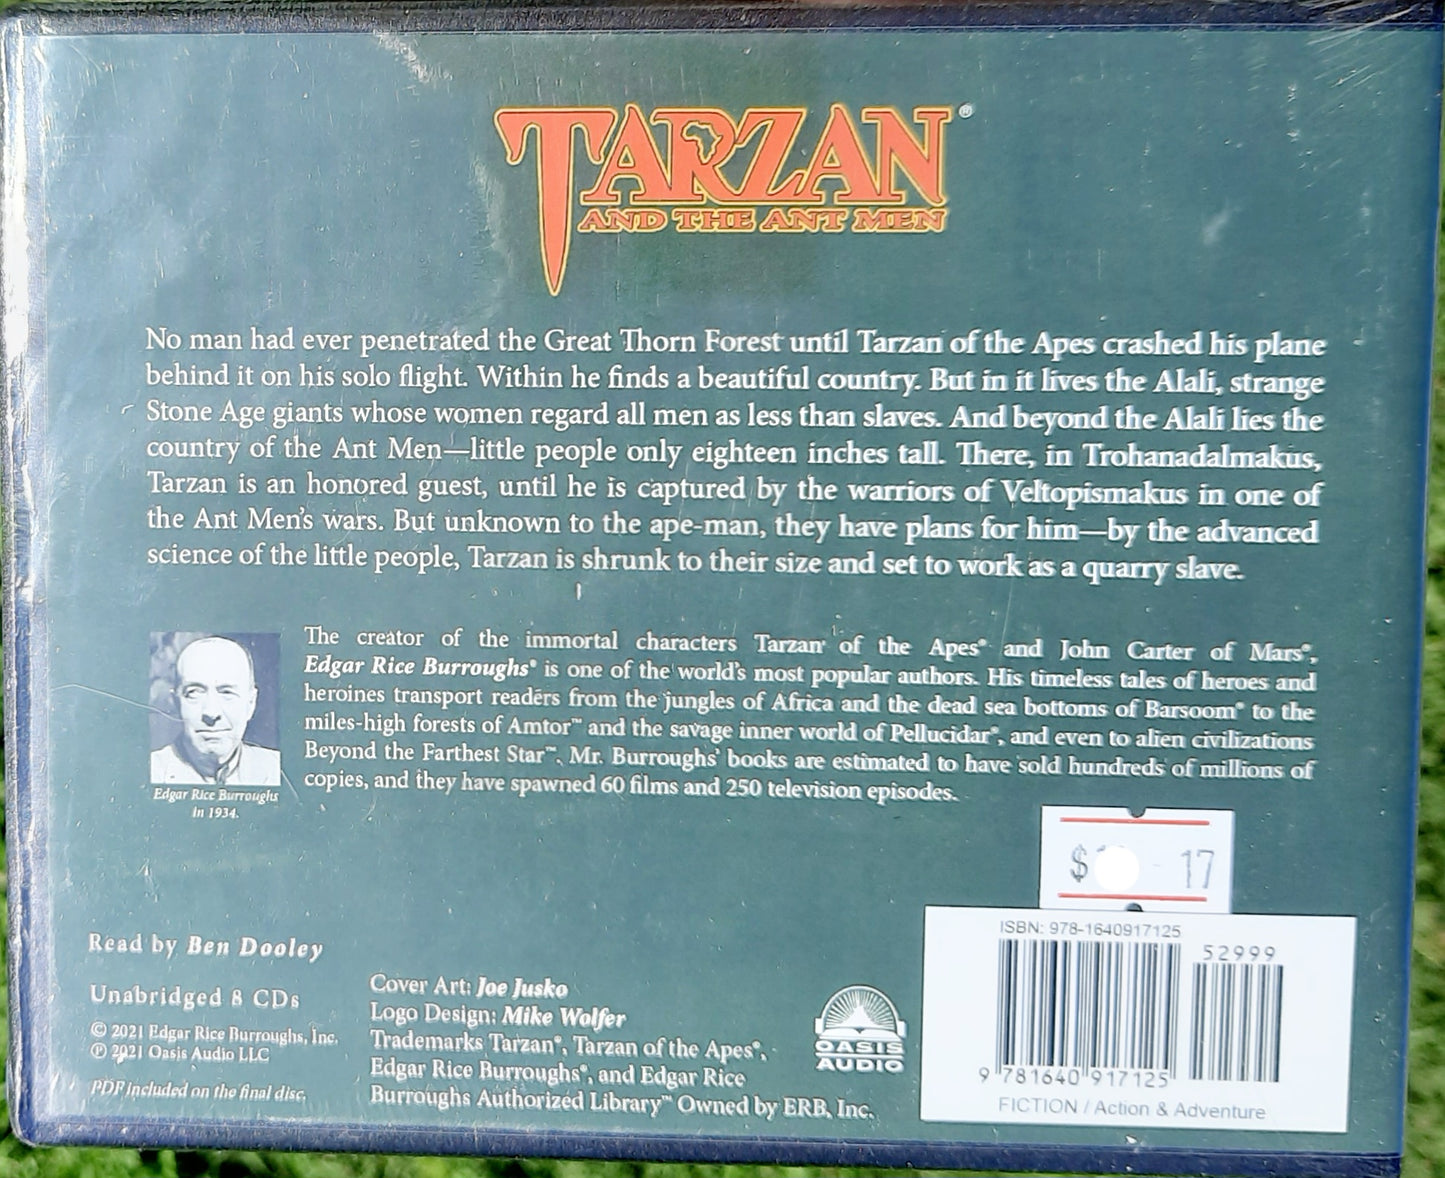 TARZAN®
AND THE ANT MEN
No man had ever penetrated the Great Thorn Forest until Tarzan of the Apes crashed his plane
behind it on his solo flight. Within he finds a beautiful country. But in it lives the Alali, strange
Stone Age giants whose women regard all men as less than slaves. And beyond the Alali lies the
country of the Ant Men—little people only eighteen inches tall. There, in Trohanadalmakus,
Tarzan is an honored guest, until he is captured by the warriors of Veltopismakus in one of
the Ant Men's wars. But unknown to the ape-man, they have plans for him—by the advanced
science of the little people, Tarzan is shrunk to their size and set to work as a quarry slave.
The creator of the immortal characters Tarzan of the Apes® and John Carter of Mars®,
Edgar Rice Burroughs® is one of the world's most popular authors. His timeless tales of heroes and
heroines transport readers from the jungles of Africa and the dead sea bottoms of Barsoom® to the
miles-high forests of Amtor™ and the savage inner world of Pellucidar®, and even to alien civilizations
Beyond the Farthest Star™. Mr. Burroughs' books are estimated to have sold hundreds of millions of
copies, and they have spawned 60 films and 250 television episodes.
Edgar Rice Burroughs
in 1934.
$ - 17
Read by Ben Dooley
Unabridged 8 CDs
© 2021 Edgar Rice Burroughs, Inc.
℗ 2021 Oasis Audio LLC
PDF included on the final disc.
Cover Art: Joe Jusko
Logo Design: Mike Wolfer
Trademarks Tarzan®, Tarzan of the Apes®,
Edgar Rice Burroughs®, and Edgar Rice
Burroughs Authorized Library™ Owned by ERB, Inc.
OASIS
AUDIO
ISBN: 978-1640917125
52999
9 781640 917125
FICTION / Action & Adventure